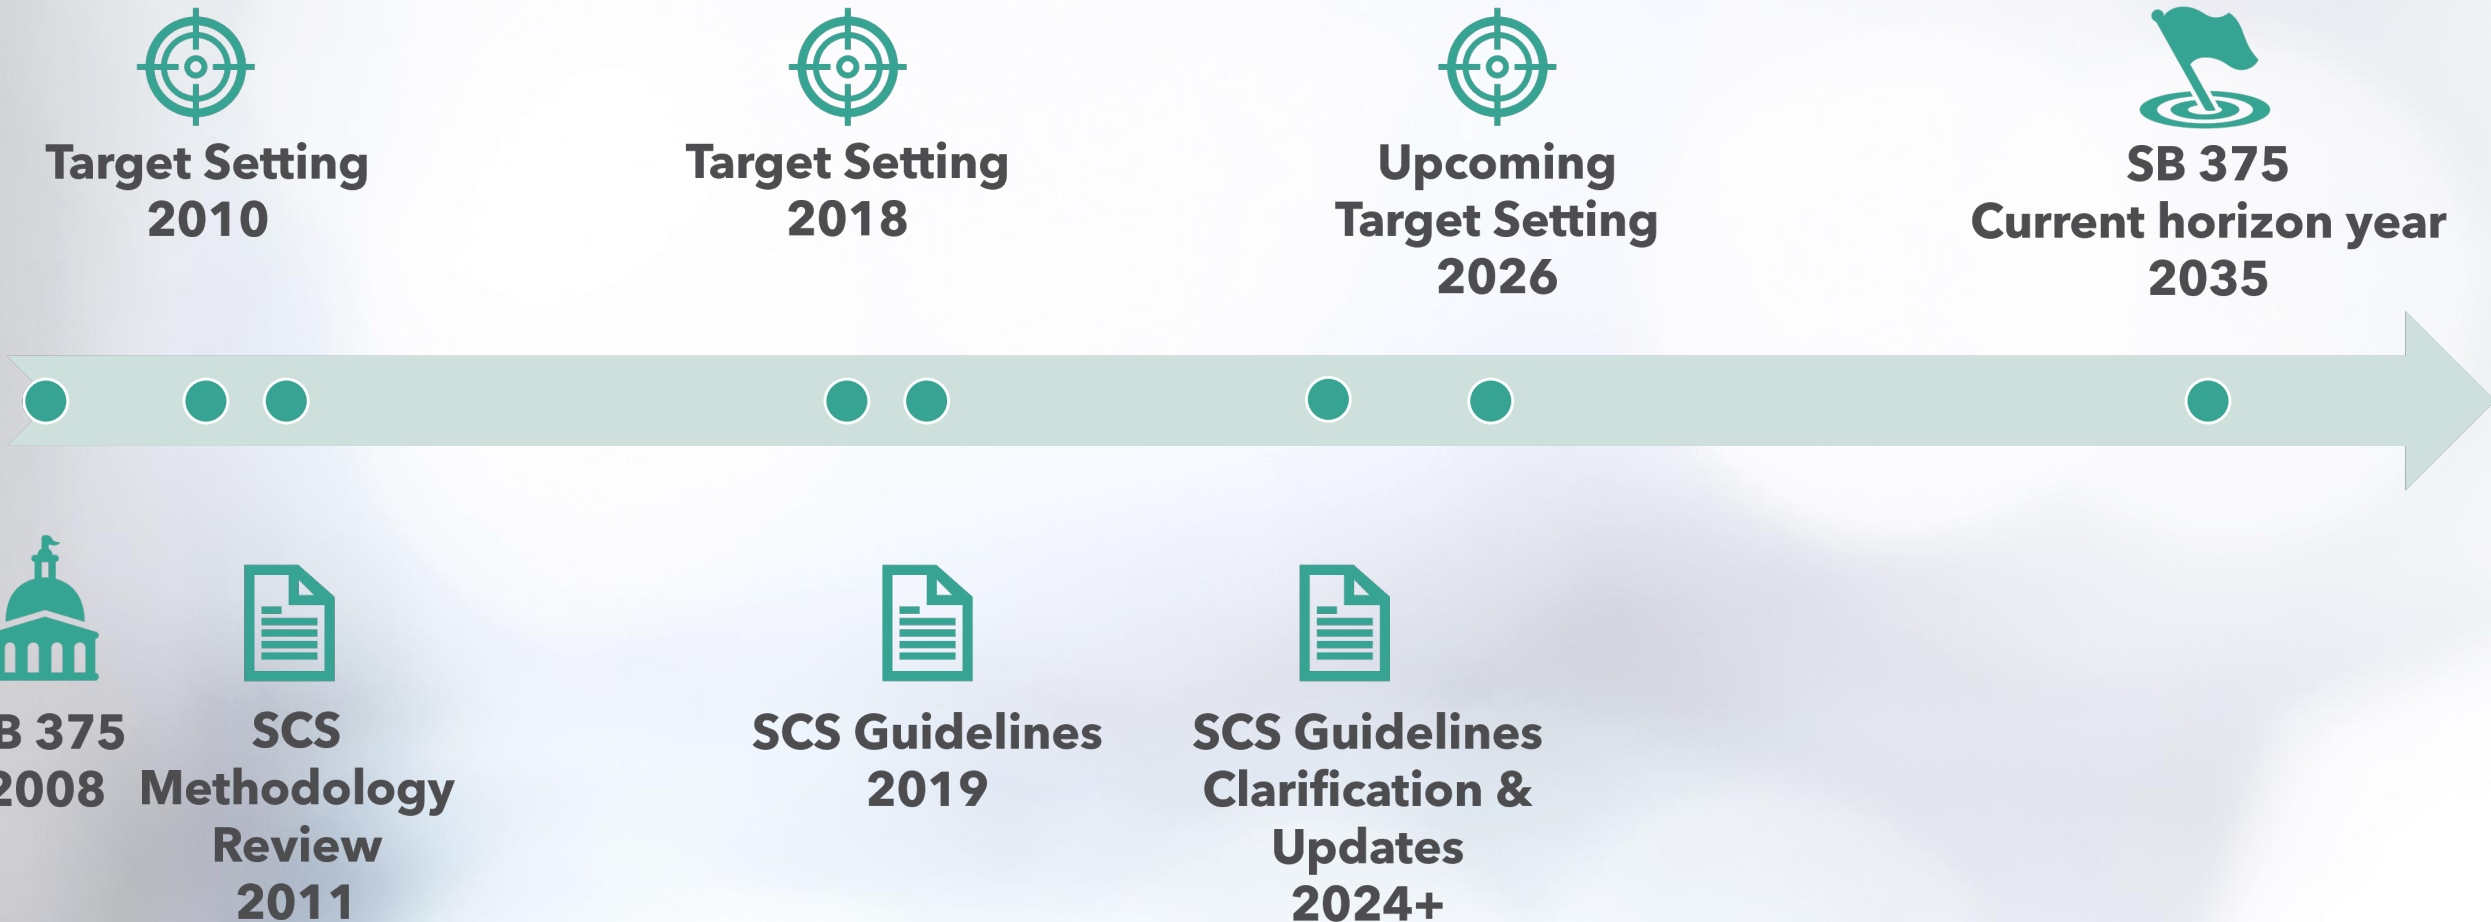 Target Setting
2010
Target Setting
2018
Upcoming
Target Setting
2026
SB 375
Current horizon year
2035
B 375
2008
SCS
Methodology
Review
2011
SCS Guidelines
2019
SCS Guidelines
Clarification &
Updates
2024+